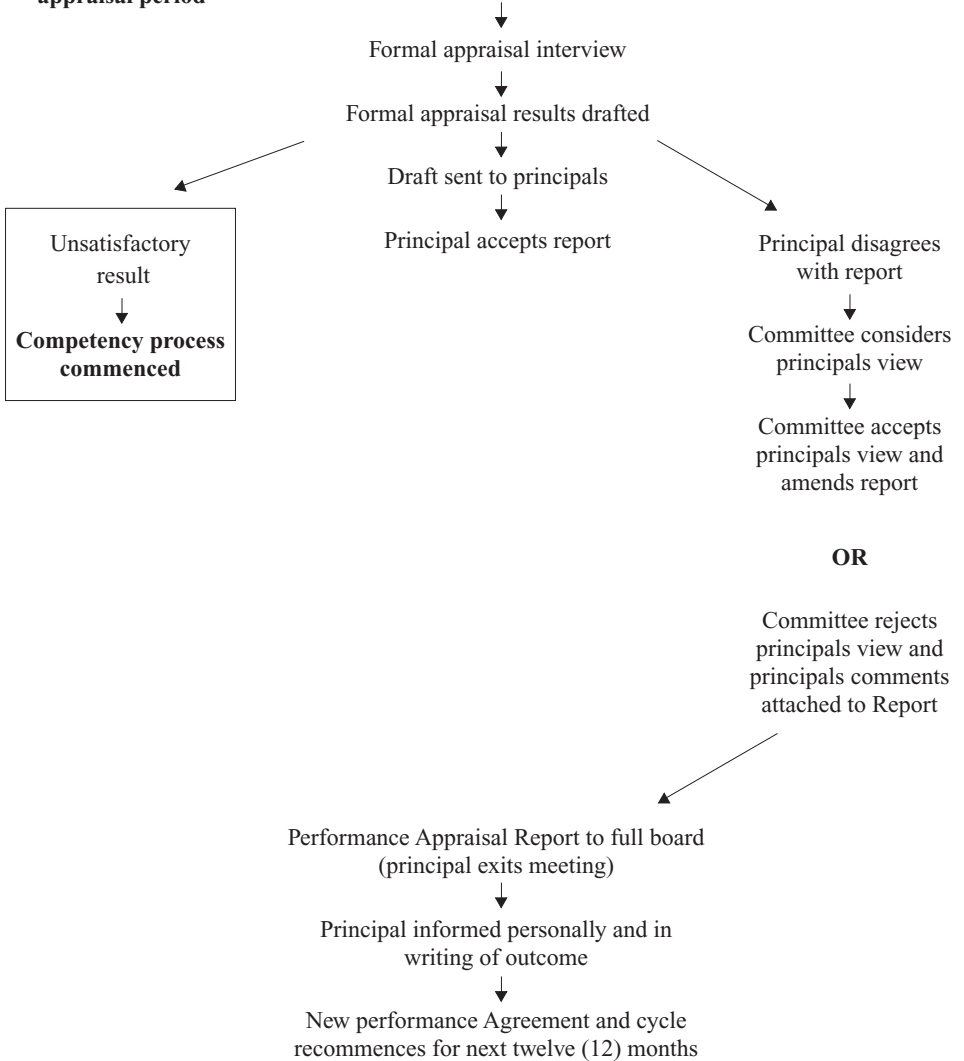 appraisal period
Formal appraisal interview
Formal appraisal results drafted
Draft sent to principals
Principal accepts report
Unsatisfactory
result
Competency process
commenced
Principal disagrees
with report
Committee considers
principals view
Committee accepts
principals view and
amends report
OR
Committee rejects
principals view and
principals comments
attached to Report
Performance Appraisal Report to full board
(principal exits meeting)
Principal informed personally and in
writing of outcome
New performance Agreement and cycle
recommences for next twelve (12) months